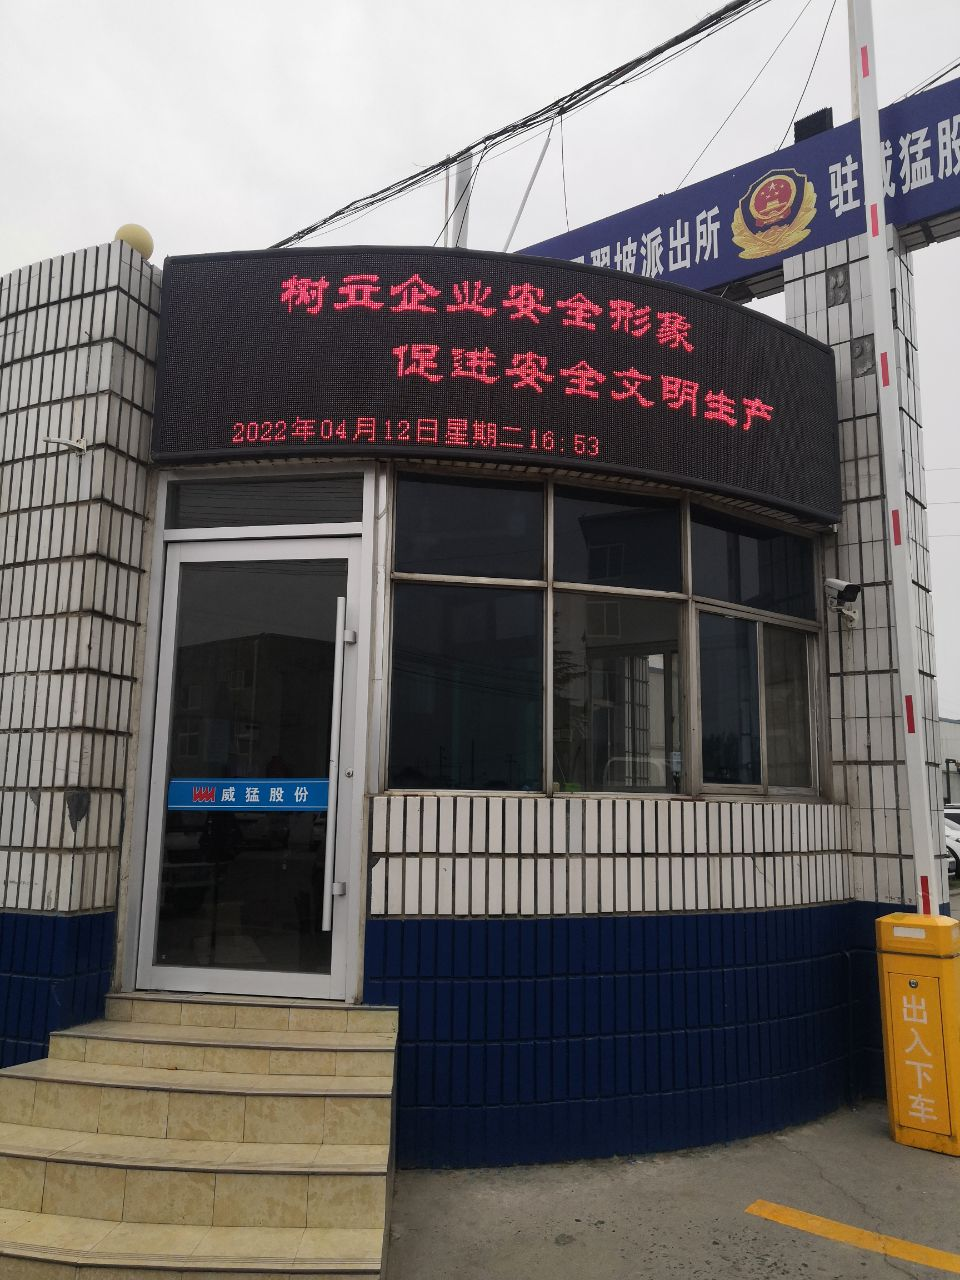 坡派出所 驻威猛股
树立企业安全形象
促进安全文明生产
2022年04月12日星期二16:53
威猛股份
出入下车